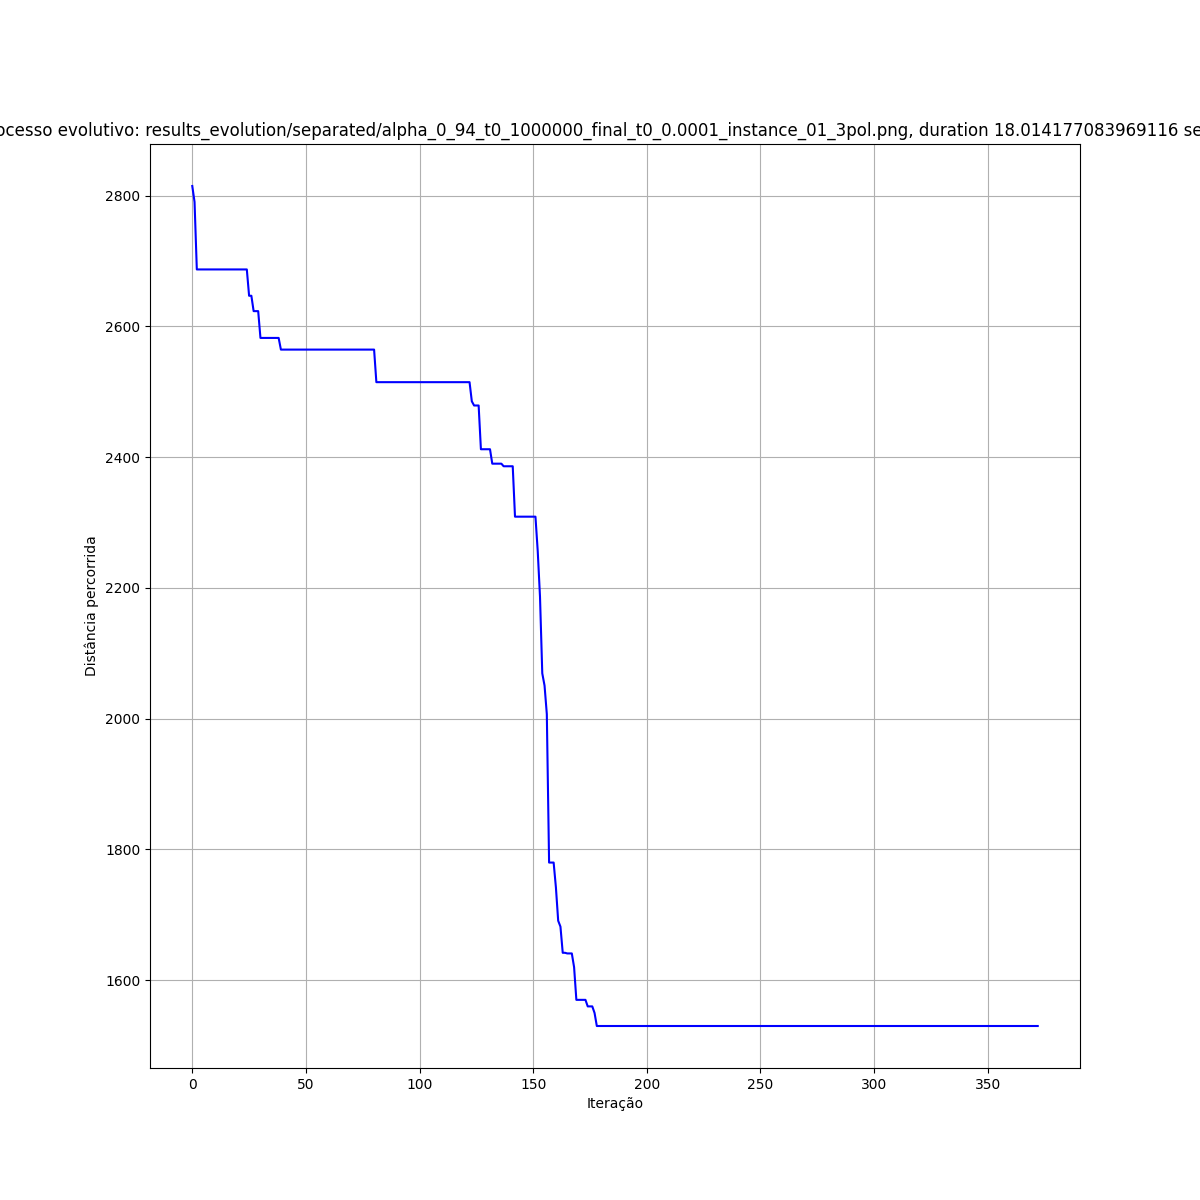 ocesso evolutivo: results_evolution/separated/alpha_0_94_t0_1000000_final_t0_0.0001_instance_01_3pol.png, duration 18.014177083969116 se
2800
2600
2400
2200
2000
1800
1600
Distância percorrida
0 50 100 150 200 250 300 350
Iteração